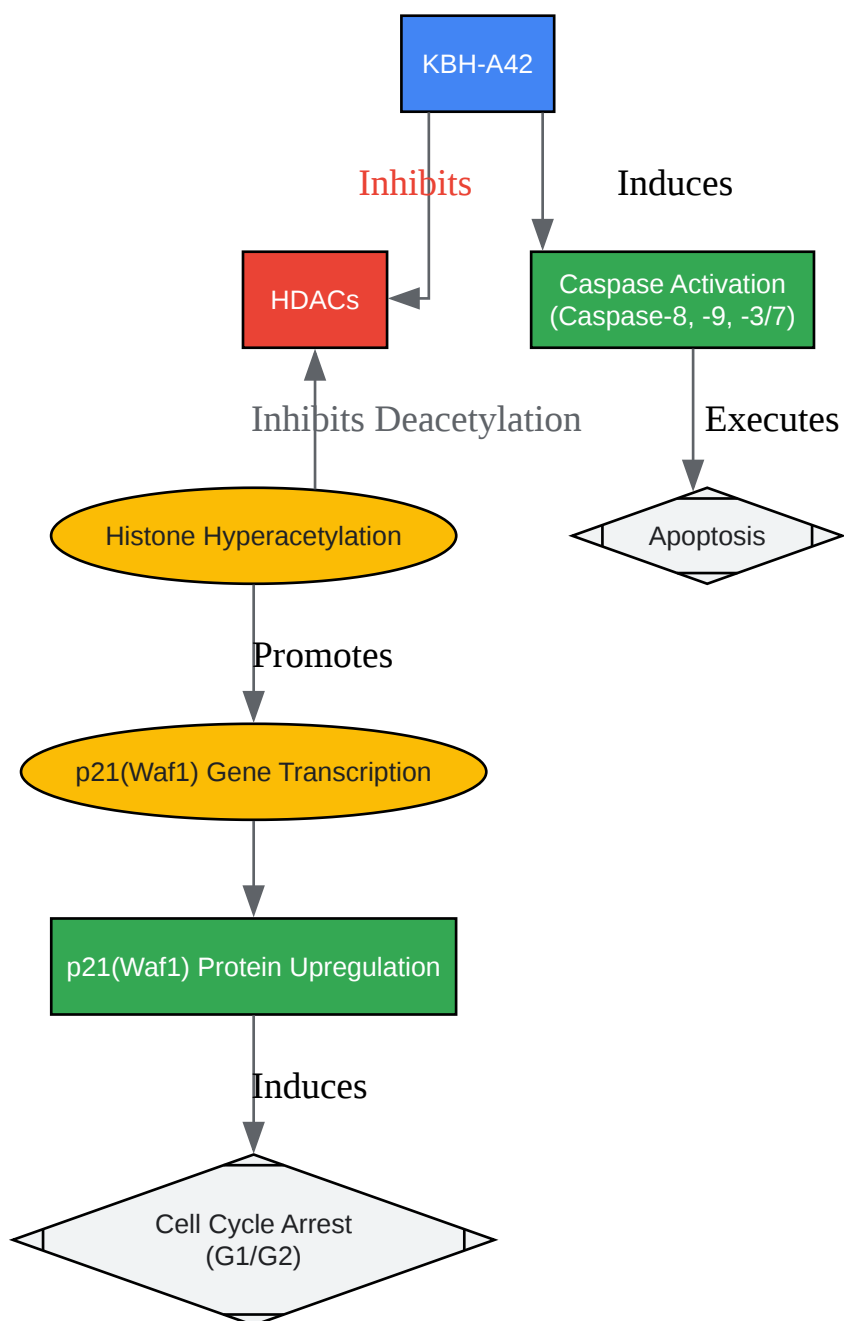 KBH-A42
Inhibits
Induces
HDACs
Caspase Activation
(Caspase-8, -9, -3/7)
Inhibits Deacetylation
Executes
Histone Hyperacetylation
Apoptosis
Promotes
p21(Waf1) Gene Transcription
p21(Waf1) Protein Upregulation
Induces
Cell Cycle Arrest
(G1/G2)